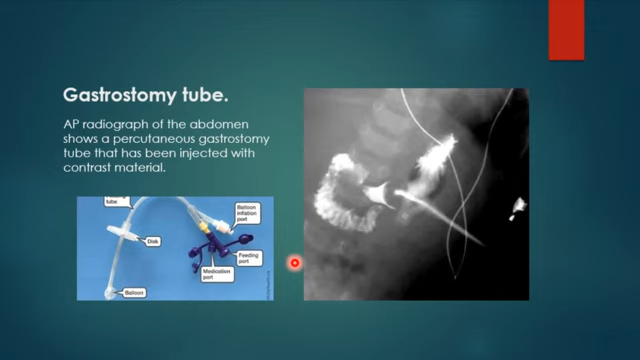 Gastrostomy tube.
AP radiograph of the abdomen
shows a percutaneous gastrostomy
tube that has been injected with
contrast material.
tube
Balloon
inflation
port
Disk
Feeding
port
Medication
port
Balloon